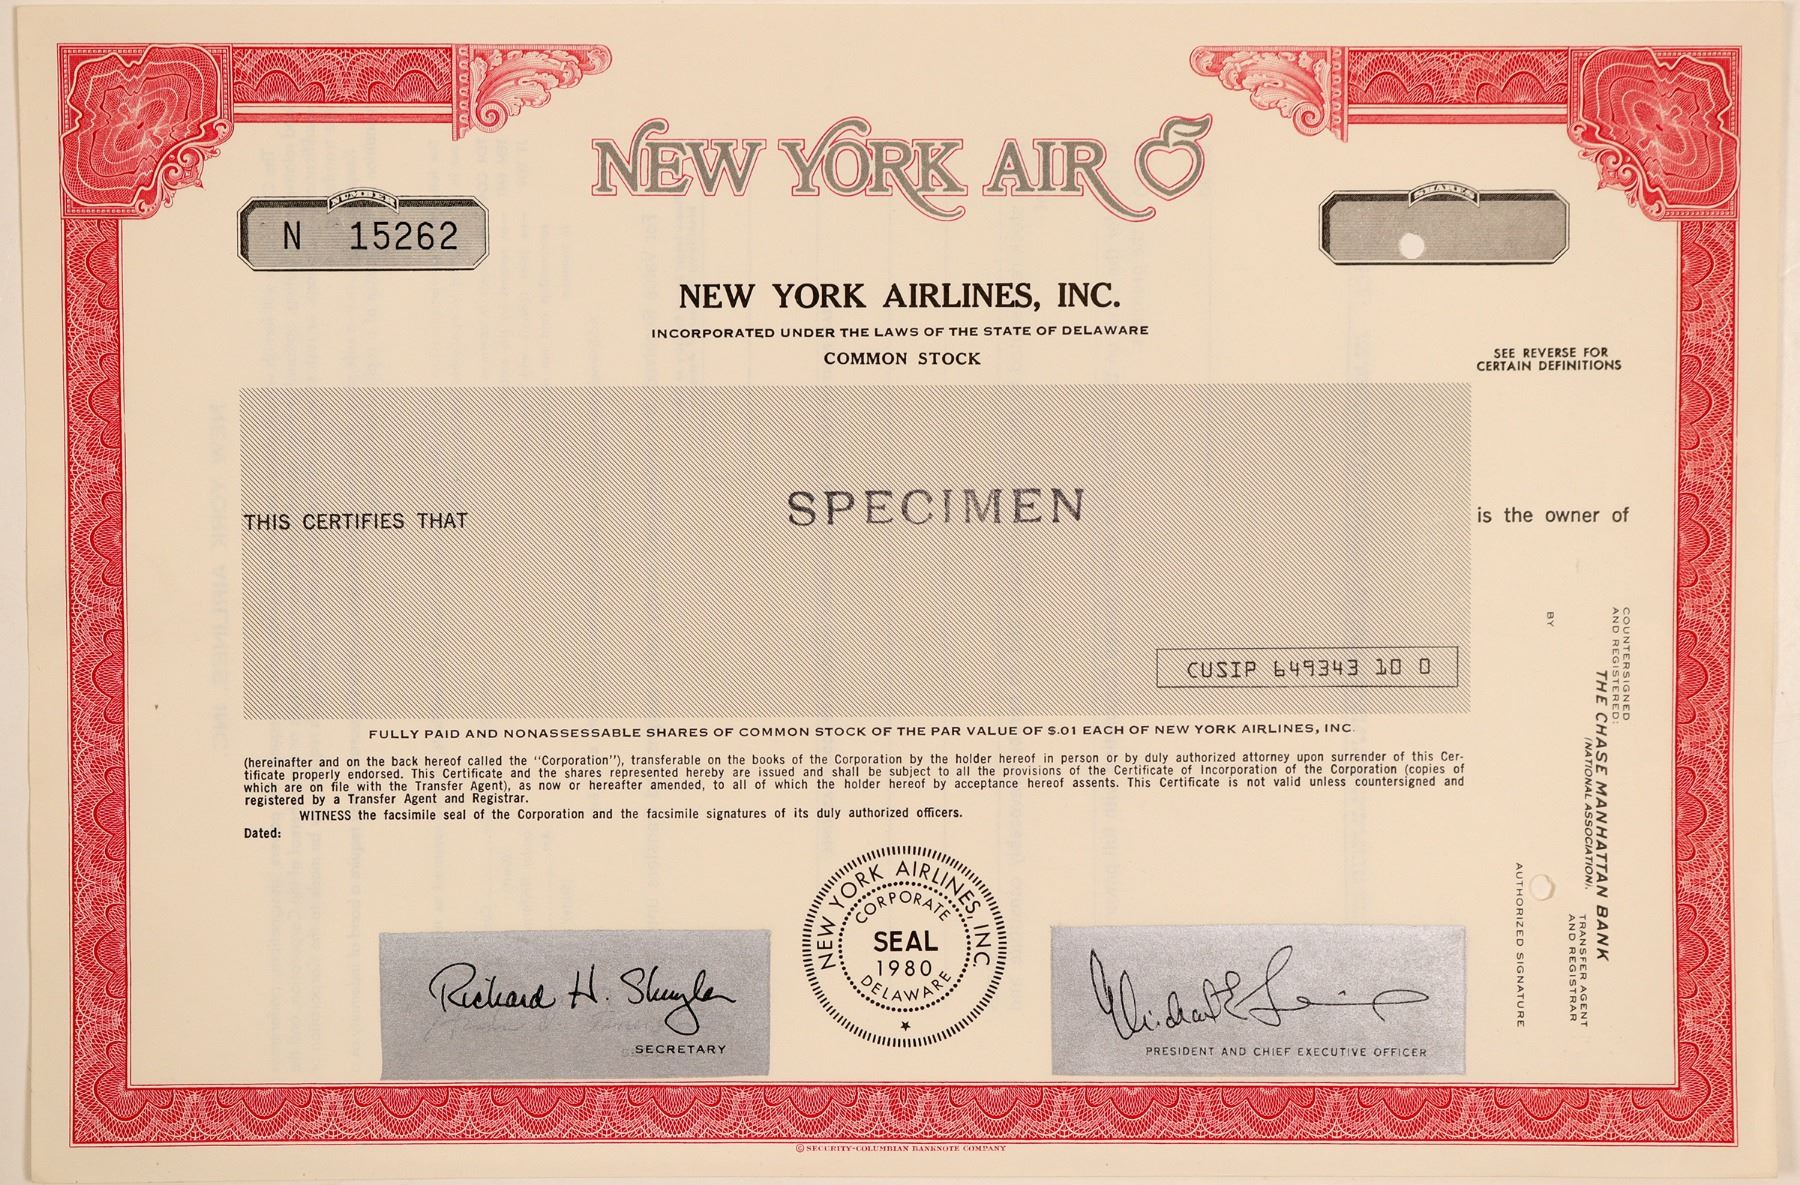 NEW YORK AIR
NUMBER
N 15262
SHARES
NEW YORK AIRLINES, INC.
INCORPORATED UNDER THE LAWS OF THE STATE OF DELAWARE
COMMON STOCK
SEE REVERSE FOR
CERTAIN DEFINITIONS
THIS CERTIFIES THAT
SPECIMEN
is the owner of
CUSIP 649343 10 0
FULLY PAID AND NONASSESSABLE SHARES OF COMMON STOCK OF THE PAR VALUE OF $.01 EACH OF NEW YORK AIRLINES, INC.
(hereinafter and on the back hereof called the "Corporation"), transferable on the books of the Corporation by the holder hereof in person or by duly authorized attorney upon surrender of this Cer-
tificate properly endorsed. This Certificate and the shares represented hereby are issued and shall be subject to all the provisions of the Certificate of Incorporation of the Corporation (copies of
which are on file with the Transfer Agent), as now or hereafter amended, to all of which the holder hereof by acceptance hereof assents. This Certificate is not valid unless countersigned and
registered by a Transfer Agent and Registrar.
WITNESS the facsimile seal of the Corporation and the facsimile signatures of its duly authorized officers.
Dated:
COUNTERSIGNED
AND REGISTERED:
THE CHASE MANHATTAN BANK
(NATIONAL ASSOCIATION),
TRANSFER AGENT
AND REGISTRAR
BY
AUTHORIZED SIGNATURE
NEW YORK AIRLINES, INC.
CORPORATE
SEAL
1980
DELAWARE
Richard H. Shuyler
SECRETARY
PRESIDENT AND CHIEF EXECUTIVE OFFICER
© SECURITY-COLUMBIAN BANKNOTE COMPANY